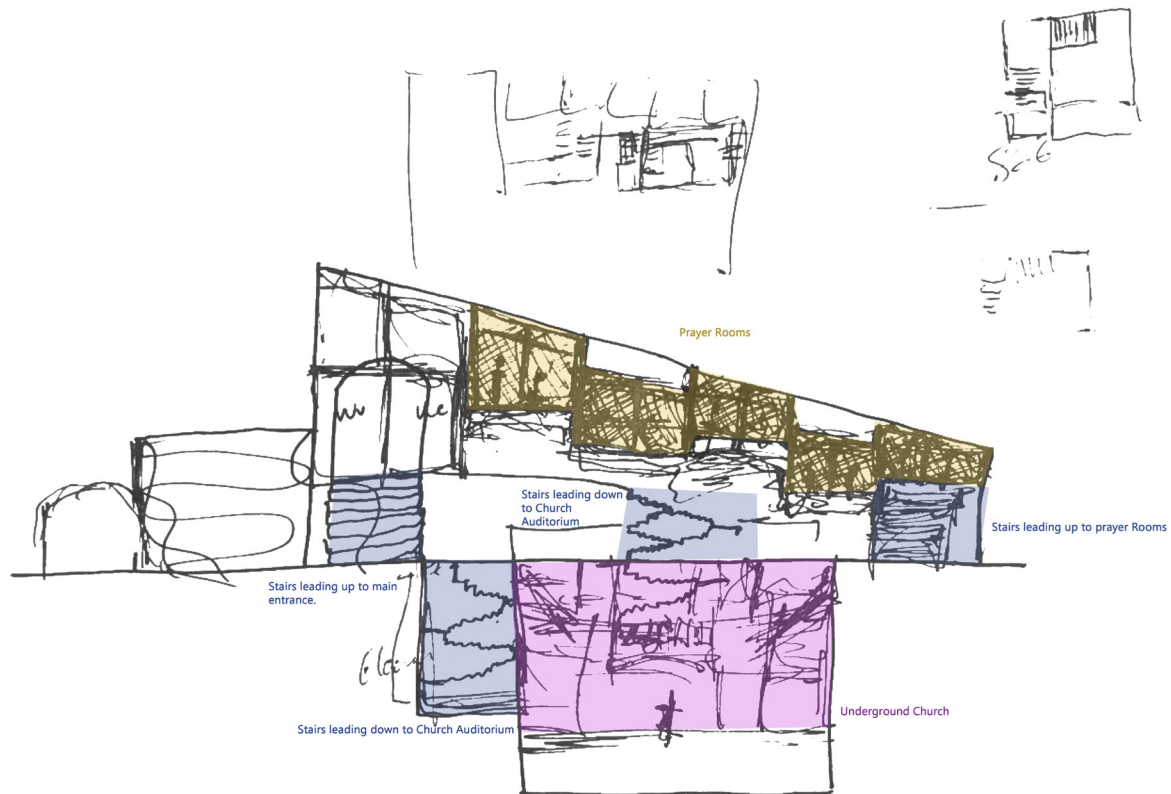 Prayer Rooms
Stairs leading down
to Church
Auditorium
Stairs leading up to prayer Rooms
Stairs leading up to main
entrance.
Underground Church
Stairs leading down to Church Auditorium